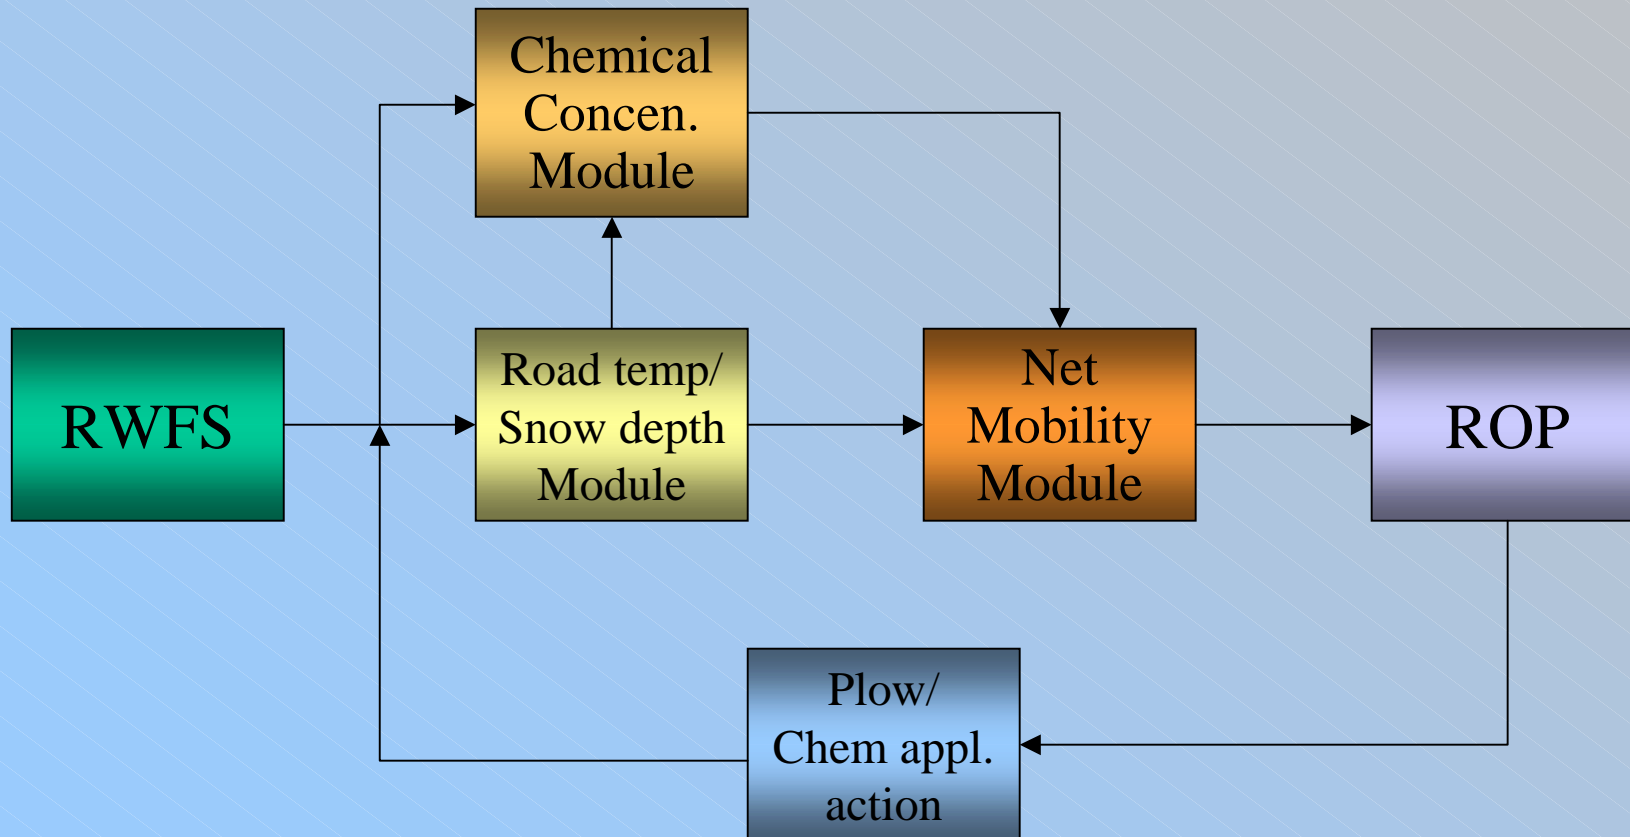 Chemical
Concen.
Module
RWFS
Road temp/
Snow depth
Module
Net
Mobility
Module
ROP
Plow/
Chem appl.
action